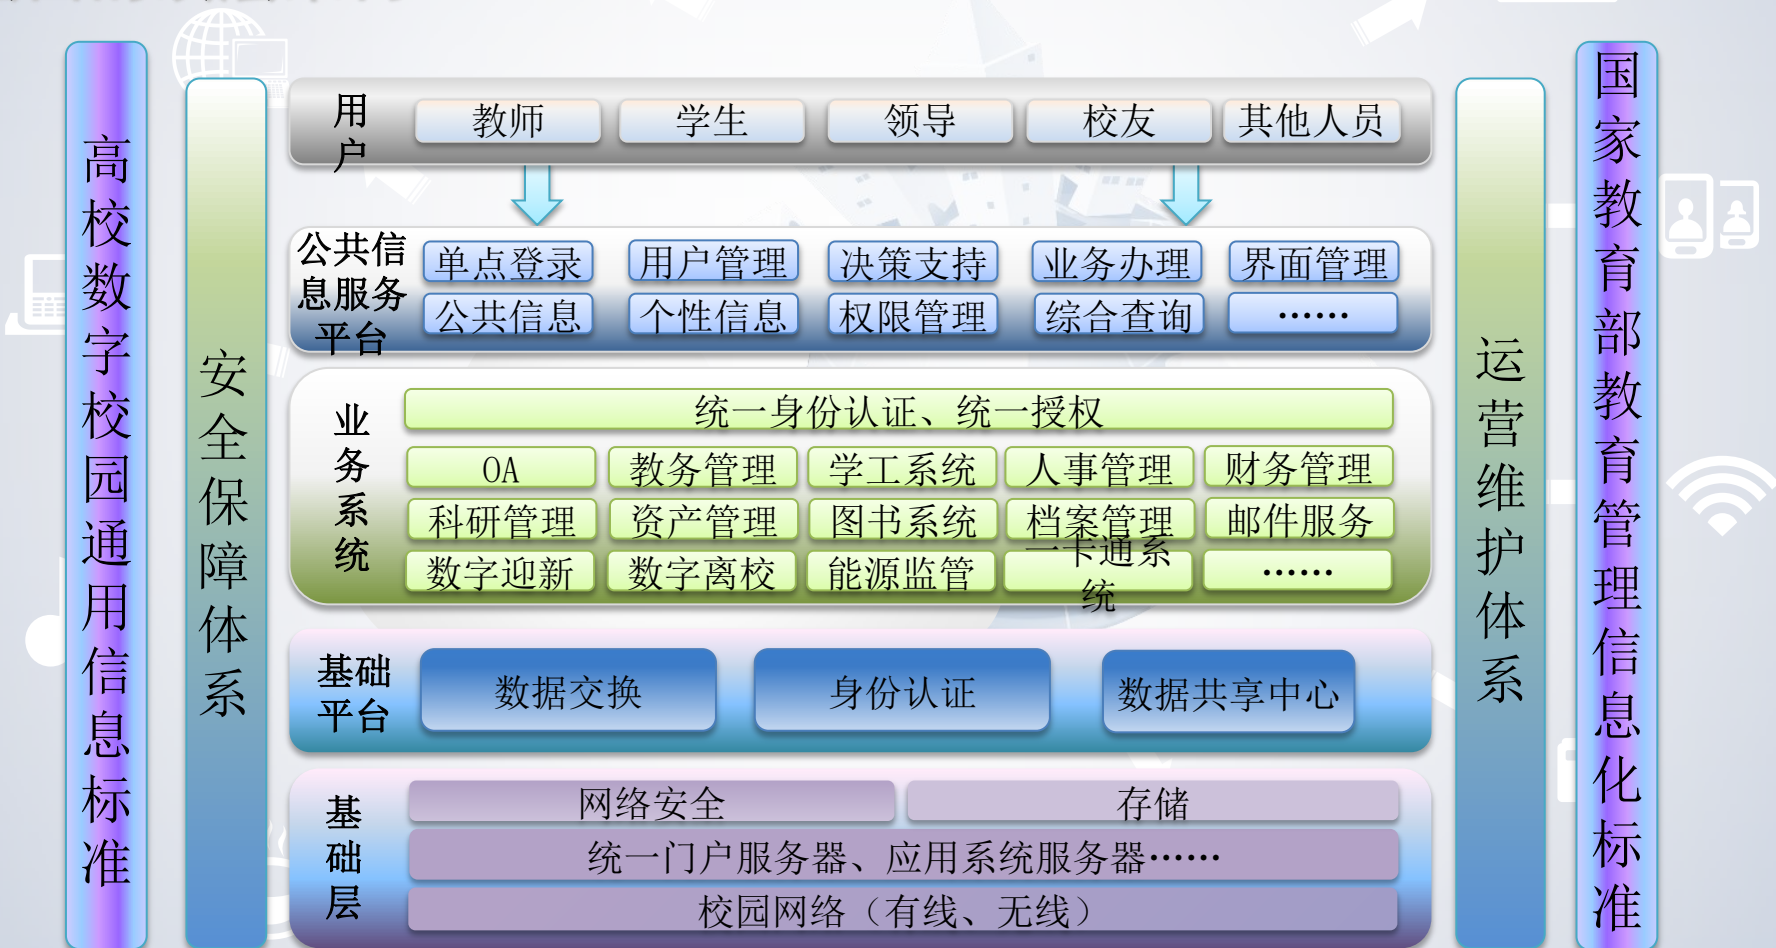 高校数字校园通用信息标准
安全保障体系
用户
教师
学生
领导
校友
其他人员
公共信
息服务
平台
单点登录
用户管理
决策支持
业务办理
界面管理
公共信息
个性信息
权限管理
综合查询
……
业务系统
统一身份认证、统一授权
OA
教务管理
学工系统
人事管理
财务管理
科研管理
资产管理
图书系统
档案管理
邮件服务
数字迎新
数字离校
能源监管
一卡通系
统
……
基础
平台
数据交换
身份认证
数据共享中心
基础层
网络安全
存储
统一门户服务器、应用系统服务器……
校园网络（有线、无线）
运营维护体系
国家教育部教育管理信息化标准